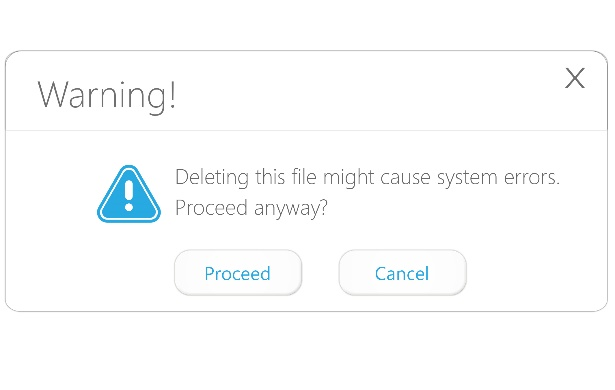 Warning!
X
Deleting this file might cause system errors.
Proceed anyway?
Proceed
Cancel